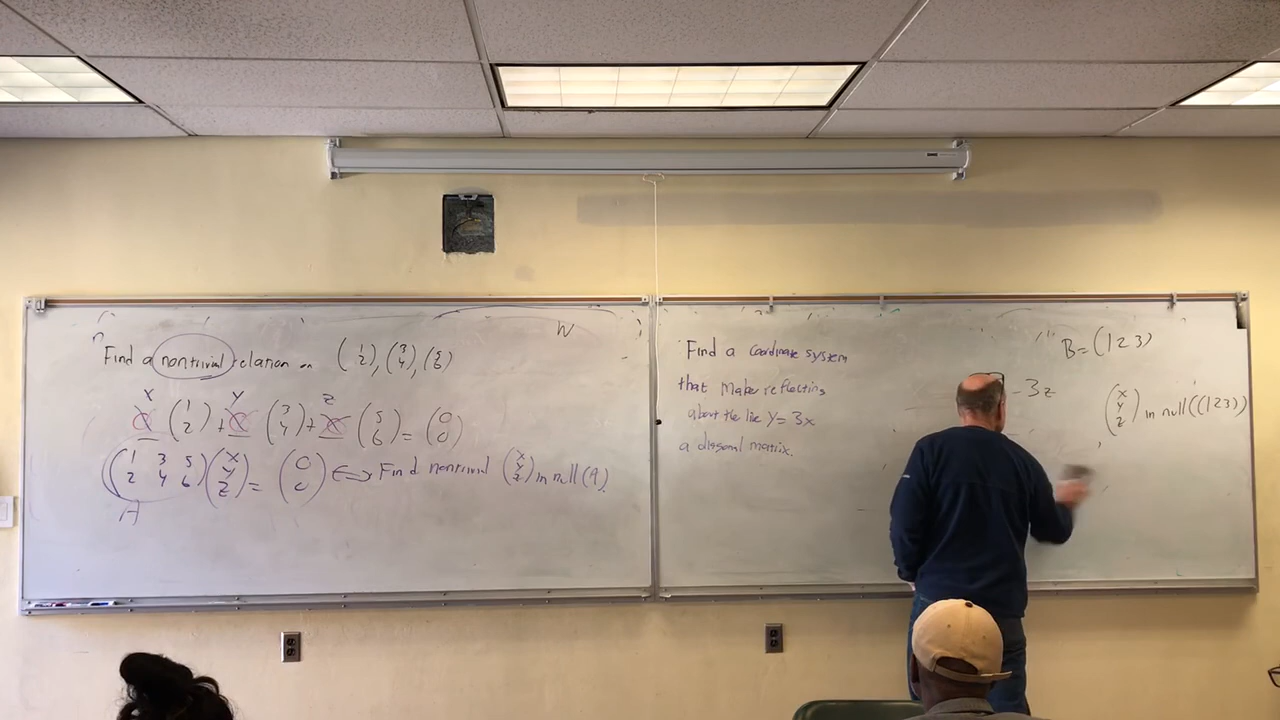 W
Find a nontrivial relation on (1 2), (3 4), (5 6)
x y z
(1 2) + (3 4) + (5 6) = (0 0)
(1 3 5
2 4 6) (x y z) = (0 0) ⟷ Find nontrivial (x y z) in null(A).
A
Find a coordinate system
that makes reflecting
about the line y = 3x
a diagonal matrix.
B = (1 2 3)
- 3z
(x y z) in null((1 2 3))